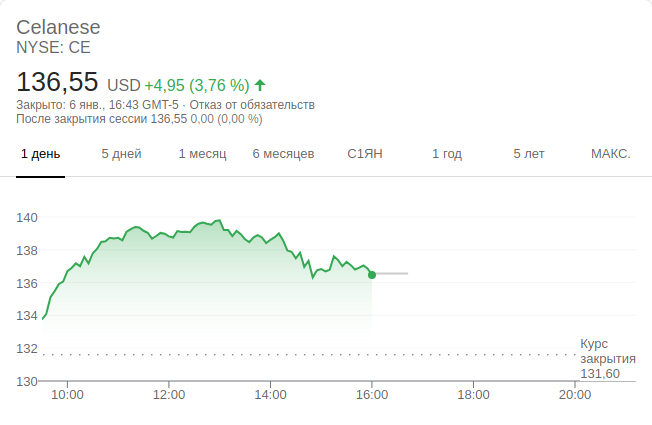 Celanese
NYSE: CE
136,55 USD +4,95 (3,76 %)
Закрыто: 6 янв., 16:43 GMT-5 · Отказ от обязательств
После закрытия сессии 136,55 0,00 (0,00 %)
1 день 5 дней 1 месяц 6 месяцев С1ЯН 1 год 5 лет МАКС.
140
138
136
134
132
Курс
закрытия
131,60
130
10:00 12:00 14:00 16:00 18:00 20:00